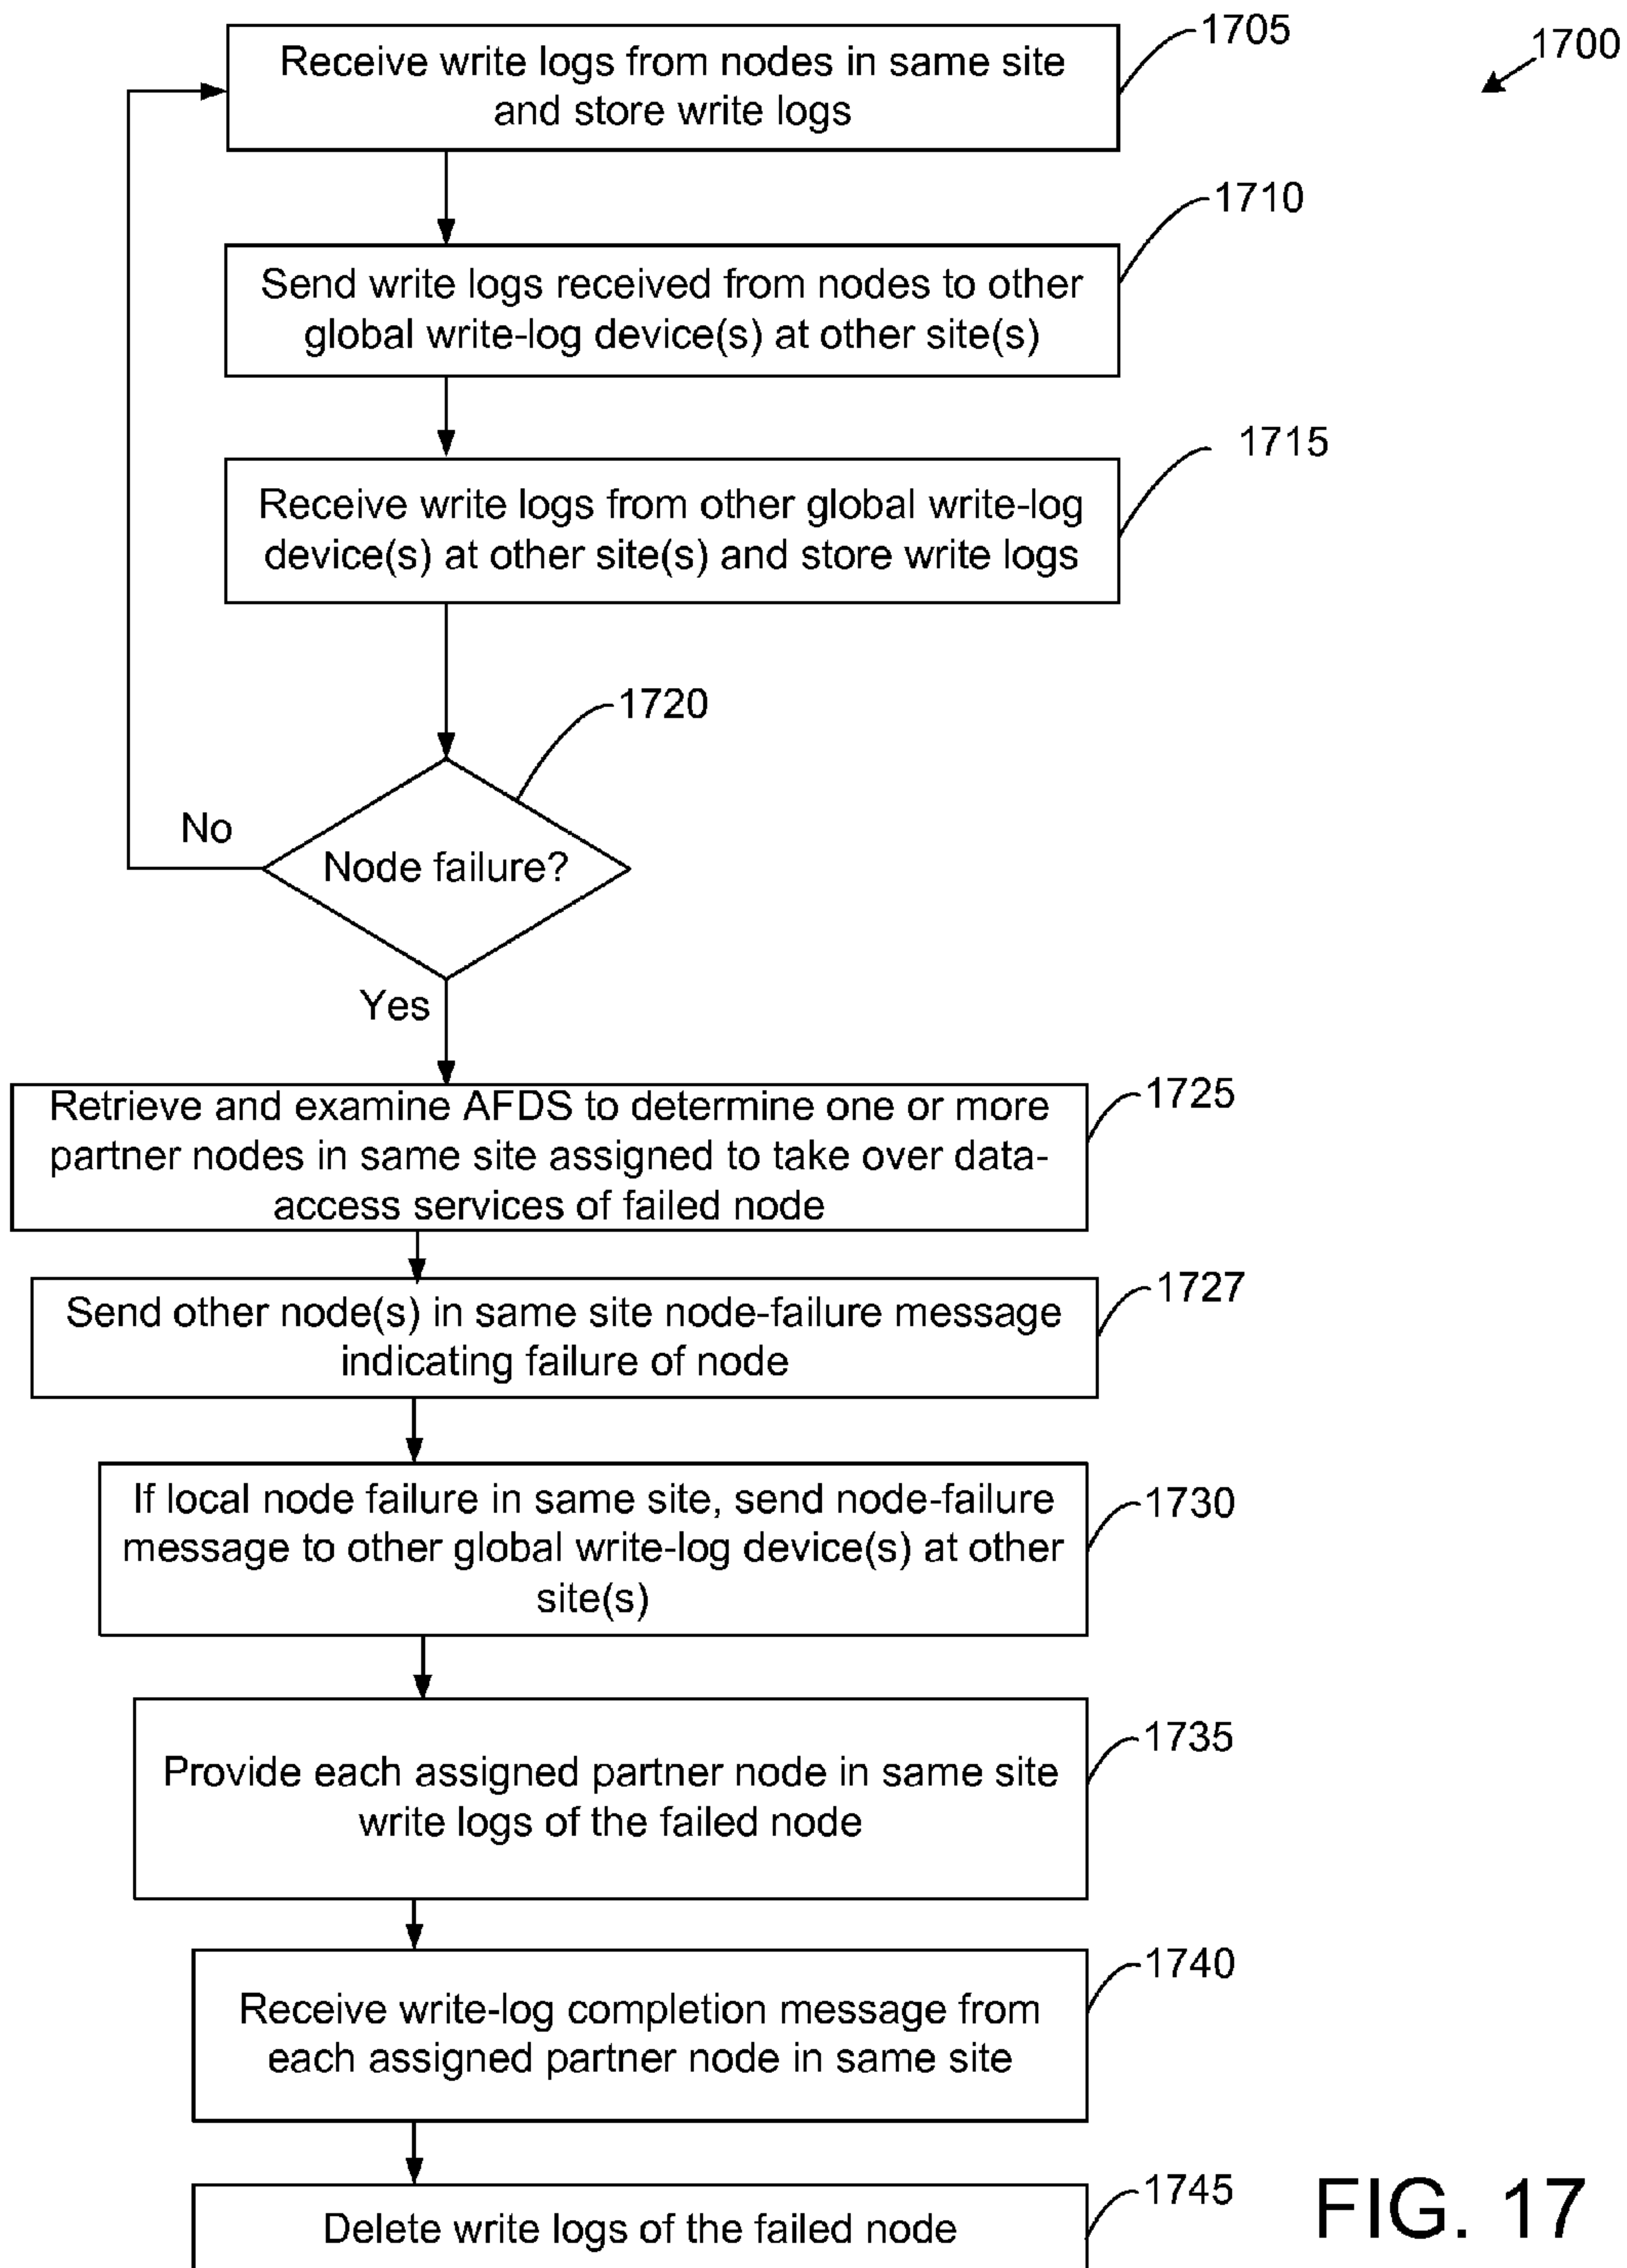 1700
Receive write logs from nodes in same site
and store write logs
1705
Send write logs received from nodes to other
global write-log device(s) at other site(s)
1710
Receive write logs from other global write-log
device(s) at other site(s) and store write logs
1715
Node failure?
1720
No
Yes
Retrieve and examine AFDS to determine one or more
partner nodes in same site assigned to take over data-
access services of failed node
1725
Send other node(s) in same site node-failure message
indicating failure of node
1727
If local node failure in same site, send node-failure
message to other global write-log device(s) at other
site(s)
1730
Provide each assigned partner node in same site
write logs of the failed node
1735
Receive write-log completion message from
each assigned partner node in same site
1740
Delete write logs of the failed node
1745
FIG. 17